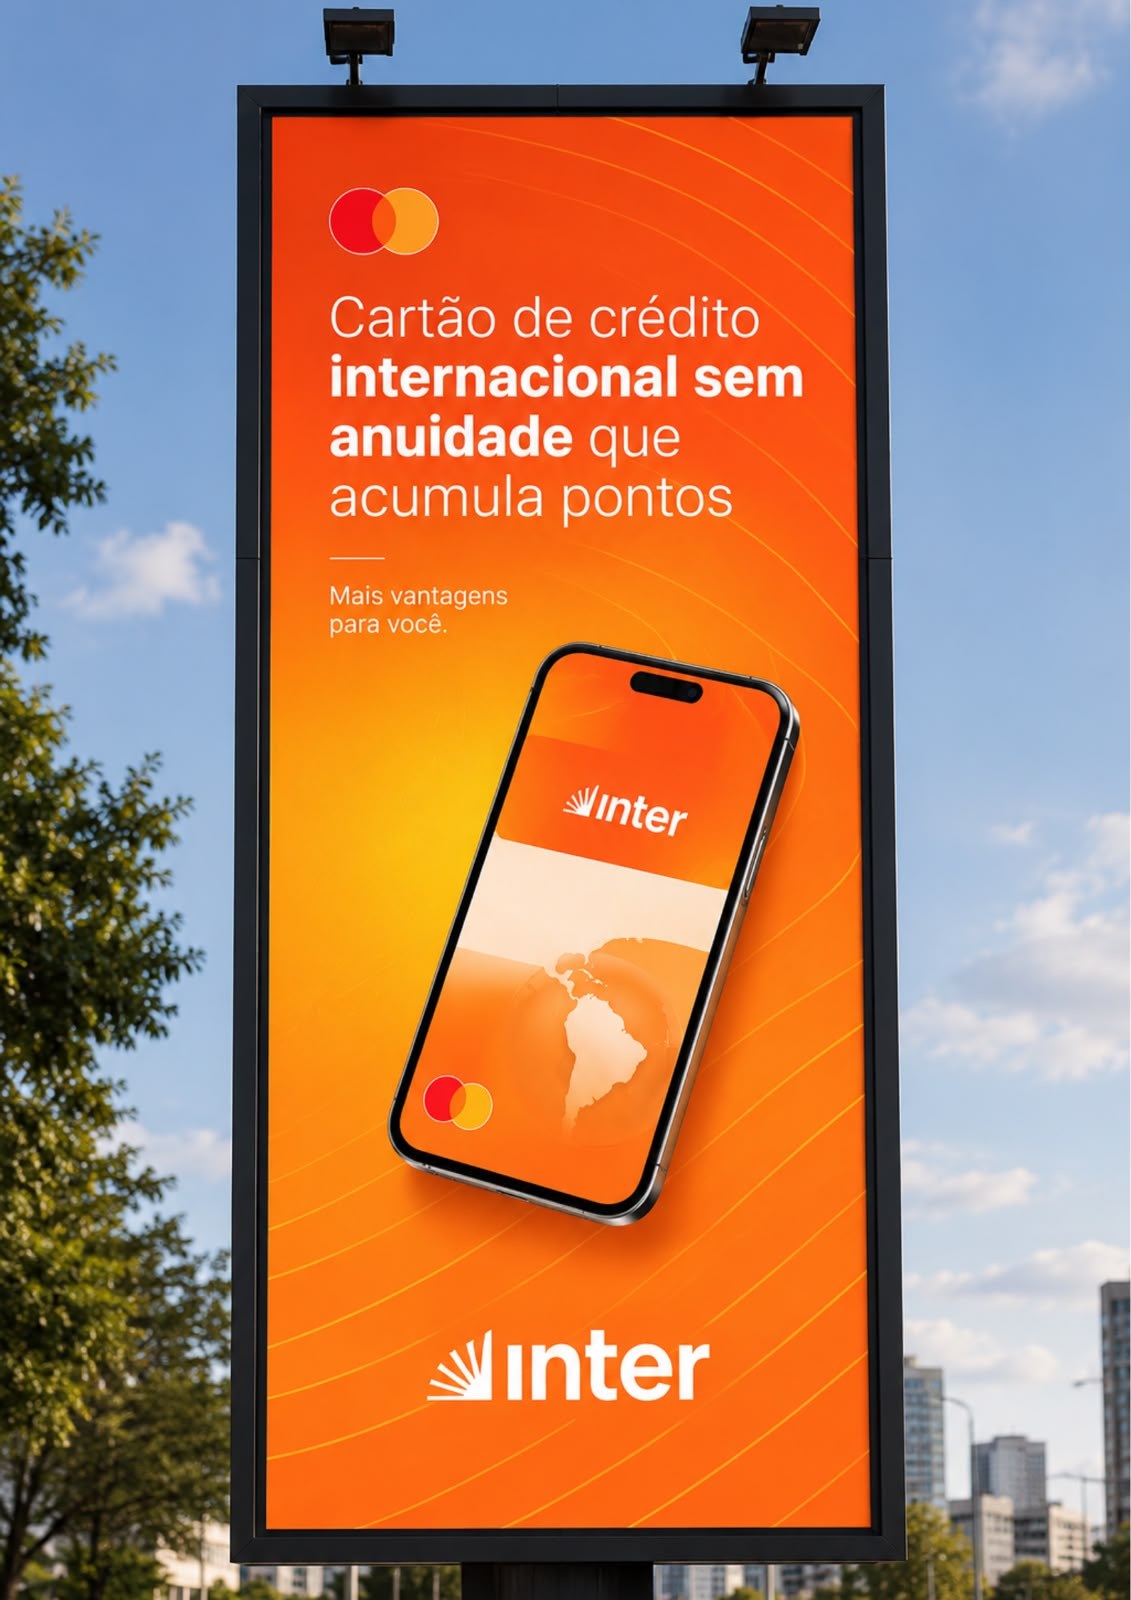 Cartão de crédito
internacional sem
anuidade que
acumula pontos
Mais vantagens
para você.
inter
inter